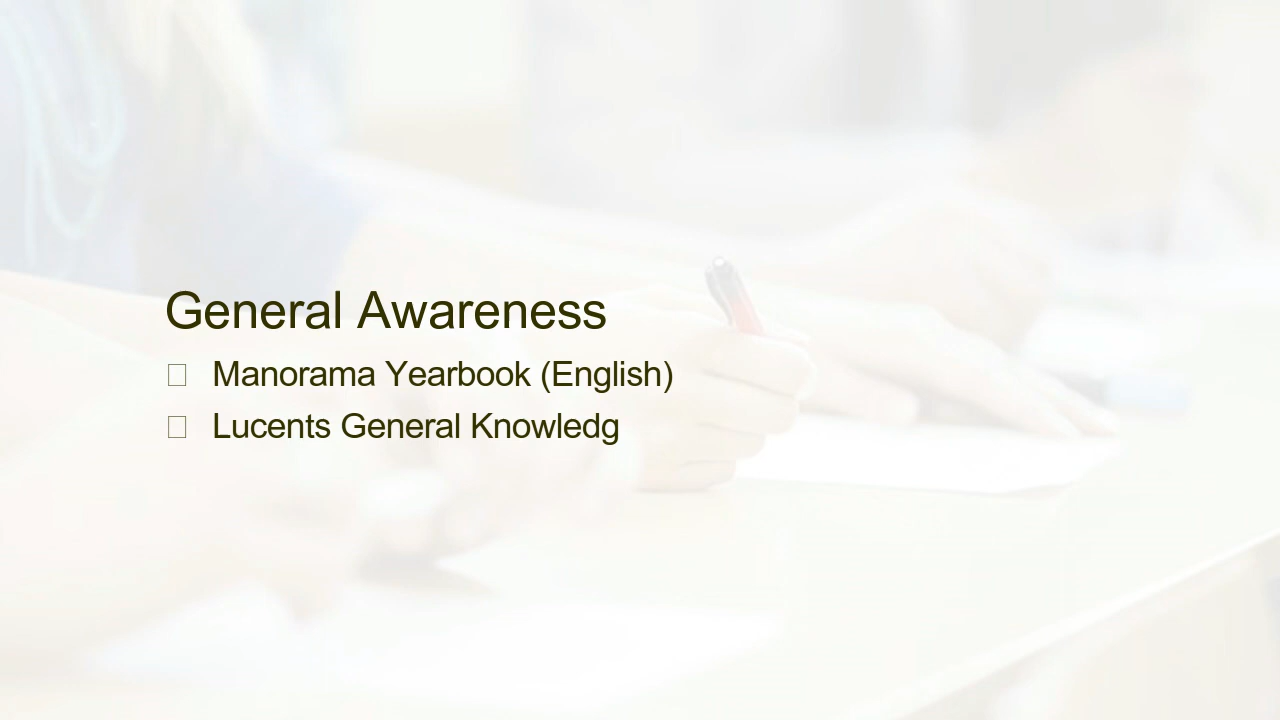 General Awareness
Manorama Yearbook (English)
Lucents General Knowledg